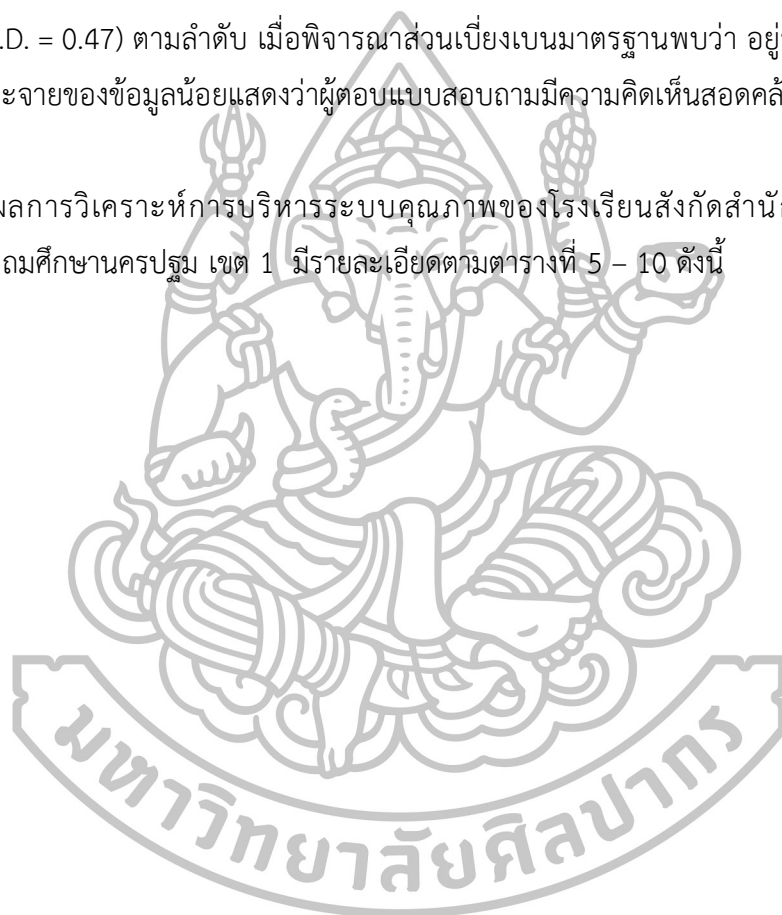 .D. = 0.47) ตามลำดับ เมื่อพิจารณาส่วนเบี่ยงเบนมาตรฐานพบว่า อยู่
ะจายของข้อมูลน้อยแสดงว่าผู้ตอบแบบสอบถามมีความคิดเห็นสอดคล้
ผลการวิเคราะห์การบริหารระบบคุณภาพของโรงเรียนสังกัดสำนั
ถมศึกษานครปฐม เขต 1 มีรายละเอียดตามตารางที่ 5 – 10 ดังนี้
มหาวิทยาลัยศิลปากร